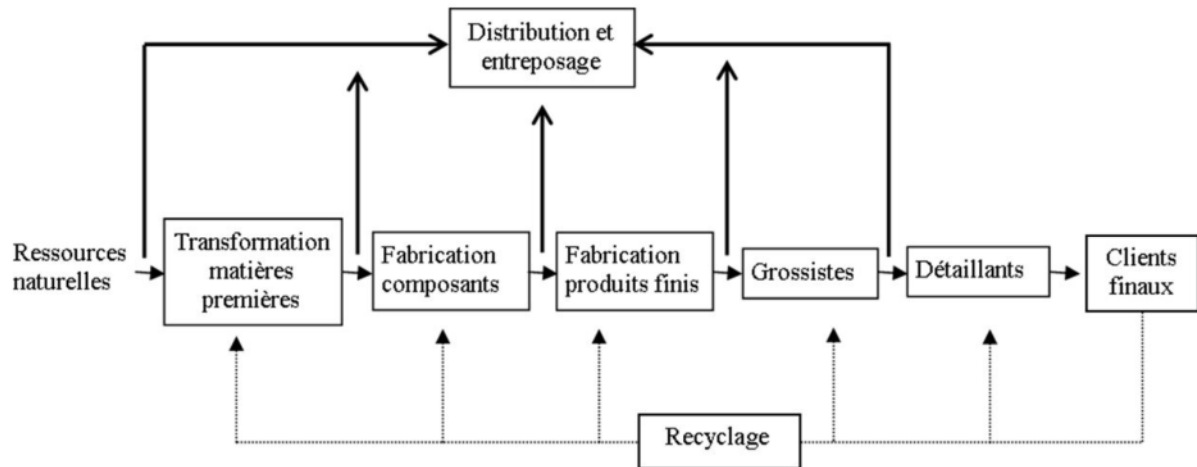 Distribution et
entreposage
Ressources
naturelles
Transformation
matières
premières
Fabrication
composants
Fabrication
produits finis
Grossistes
Détaillants
Clients
finaux
Recyclage